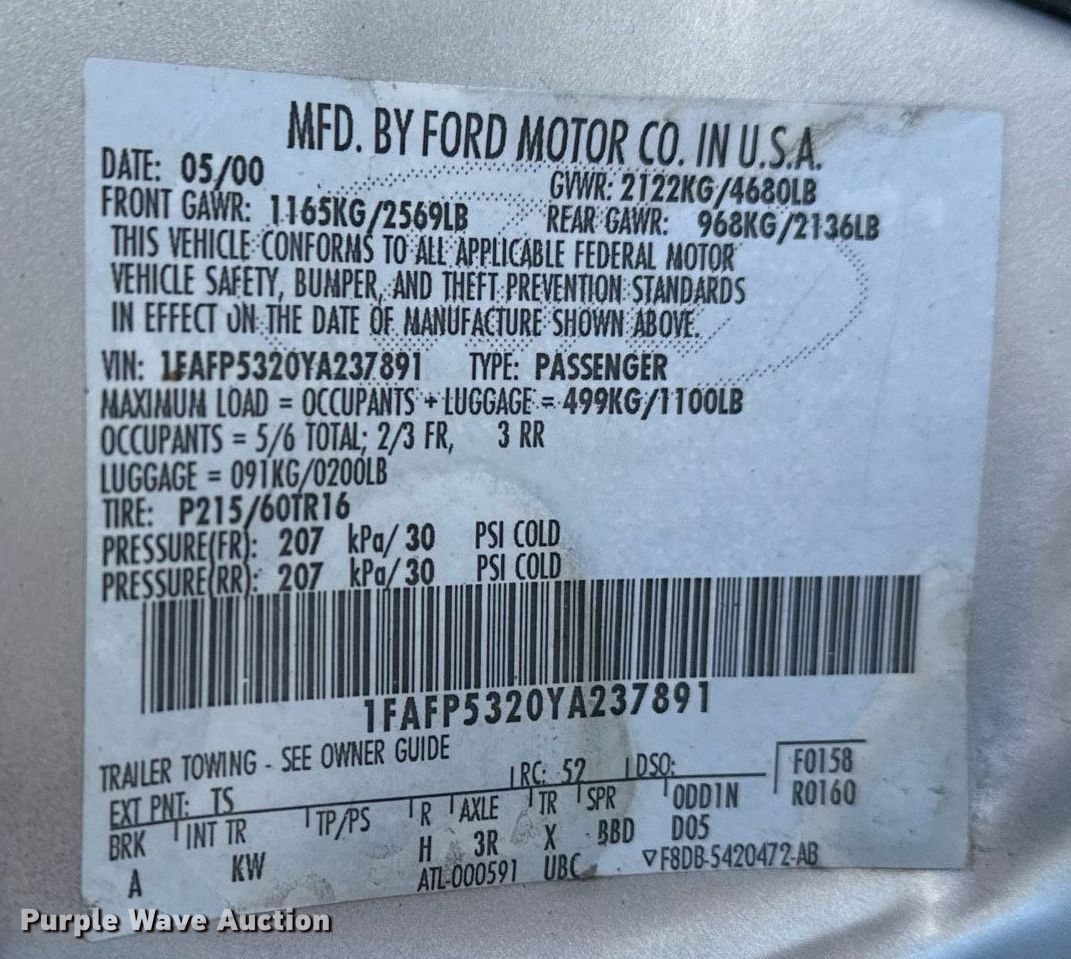 MFD. BY FORD MOTOR CO. IN U.S.A.
DATE: 05/00 GVWR: 2122KG/4680LB
FRONT GAWR: 1165KG/2569LB REAR GAWR: 968KG/2136LB
THIS VEHICLE CONFORMS TO ALL APPLICABLE FEDERAL MOTOR
VEHICLE SAFETY, BUMPER, AND THEFT PREVENTION STANDARDS
IN EFFECT ON THE DATE OF MANUFACTURE SHOWN ABOVE.
VIN: 1FAFP5320YA237891 TYPE: PASSENGER
MAXIMUM LOAD = OCCUPANTS + LUGGAGE = 499KG/1100LB
OCCUPANTS = 5/6 TOTAL; 2/3 FR, 3 RR
LUGGAGE = 091KG/0200LB
TIRE: P215/60TR16
PRESSURE(FR): 207 kPa/ 30 PSI COLD
PRESSURE(RR): 207 kPa/ 30 PSI COLD
1FAFP5320YA237891
TRAILER TOWING - SEE OWNER GUIDE
EXT PNT: TS RC: 52 DSO: F0158
BRK INT TR TP/PS R AXLE TR SPR ODD1N R0160
A KW H 3R X BBD D05
ATL-000591 UBC ▽F8DB-5420472-AB
Purple Wave Auction